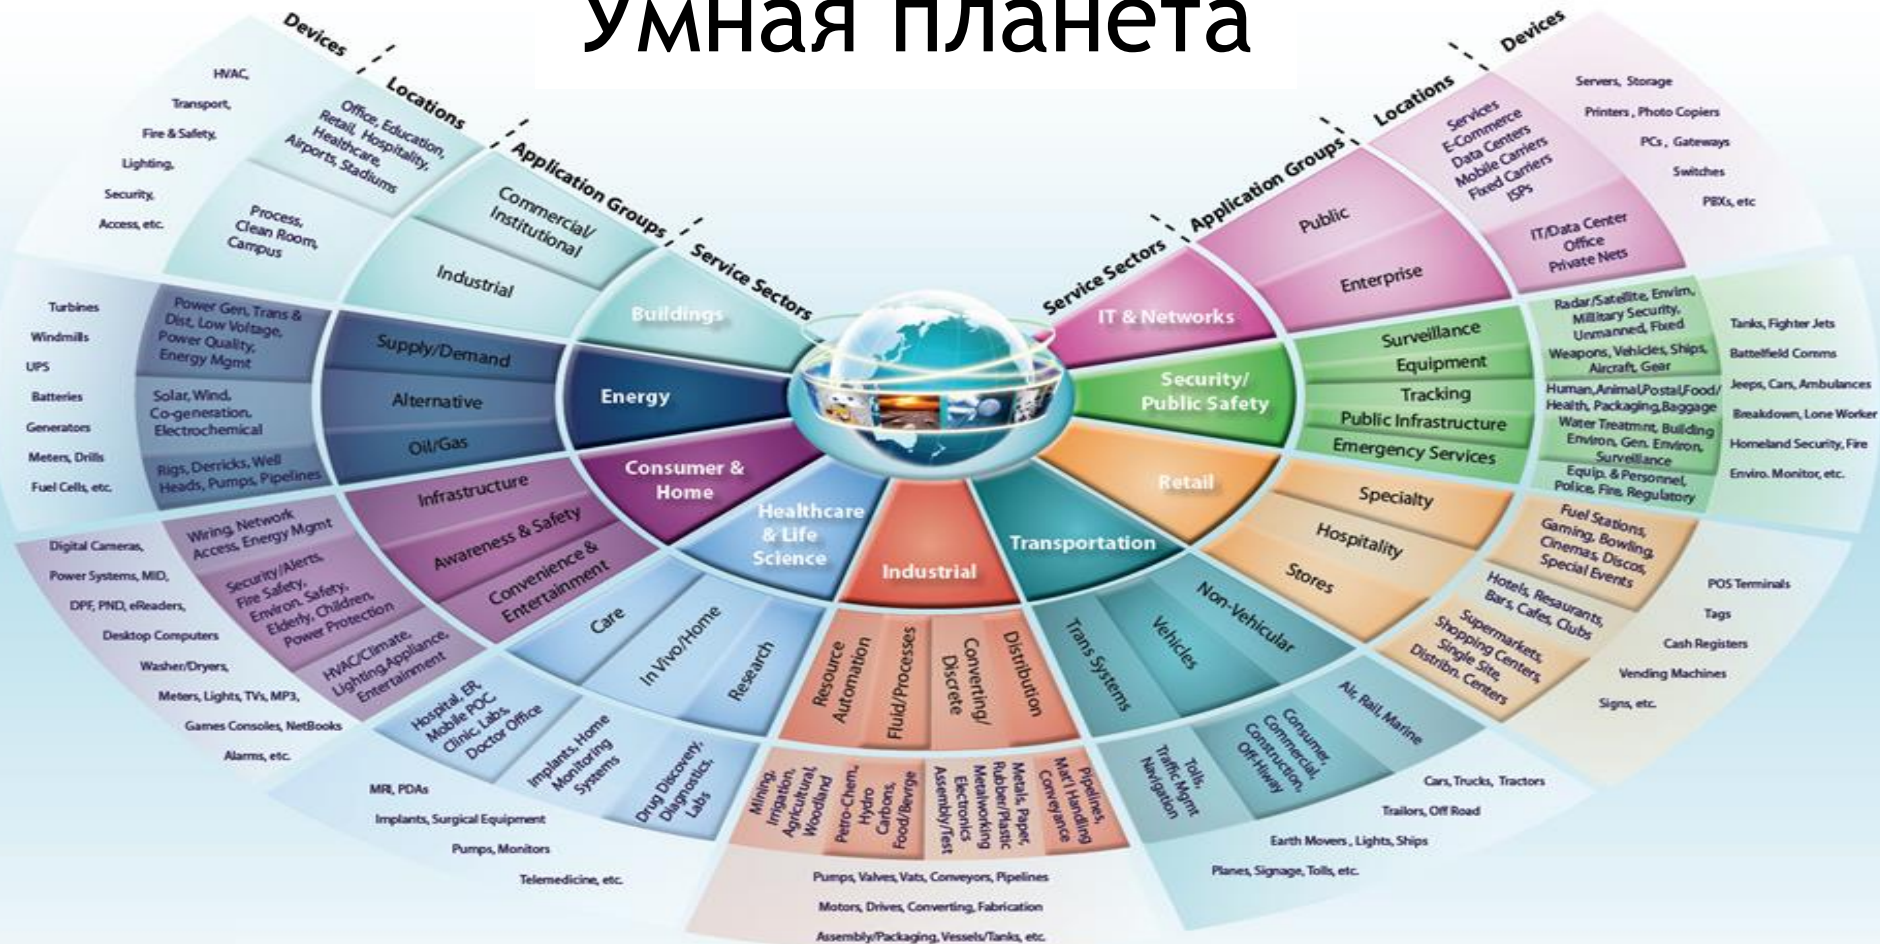 Умная планета
Devices
Locations
Application Groups
Service Sectors
HVAC,
Transport,
Fire & Safety,
Lighting,
Security,
Access, etc.
Office, Education,
Retail, Hospitality,
Healthcare,
Airports, Stadiums
Process,
Clean Room,
Campus
Commercial/
Institutional
Industrial
Buildings
Turbines
Windmills
UPS
Batteries
Generators
Meters, Drills
Fuel Cells, etc.
Power Gen, Trans &
Dist, Low Voltage,
Power Quality,
Energy Mgmt
Solar, Wind,
Co-generation,
Electrochemical
Rigs, Derricks, Well
Heads, Pumps, Pipelines
Supply/Demand
Alternative
Oil/Gas
Energy
Digital Cameras,
Power Systems, MID,
DPF, PND, eReaders,
Desktop Computers
Washer/Dryers,
Meters, Lights, TVs, MP3,
Games Consoles, NetBooks
Alarms, etc.
Wiring, Network
Access, Energy Mgmt
Security/Alerts,
Fire Safety,
Environ. Safety,
Elderly, Children,
Power Protection
HVAC/Climate,
Lighting,Appliance,
Entertainment
Infrastructure
Awareness & Safety
Convenience &
Entertainment
Consumer &
Home
MRI, PDAs
Implants, Surgical Equipment
Pumps, Monitors
Telemedicine, etc.
Hospital, ER,
Mobile POC,
Clinic, Labs,
Doctor Office
Implants, Home
Monitoring
Systems
Drug Discovery,
Diagnostics,
Labs
Care
In Vivo/Home
Research
Healthcare
& Life
Science
Industrial
Resource
Automation
Fluid/Processes
Converting/
Discrete
Distribution
Mining,
Irrigation,
Agricultural,
Woodland
Petro-Chem.,
Hydro
Carbons,
Food/Bevrge
Metals, Paper,
Rubber/Plastic
Metalworking
Electronics
Assembly/Test
Pipelines,
Mat'l Handling
Conveyance
Pumps, Valves, Vats, Conveyors, Pipelines
Motors, Drives, Converting, Fabrication
Assembly/Packaging, Vessels/Tanks, etc.
Transportation
Trans Systems
Vehicles
Non-Vehicular
Tolls,
Traffic Mgmt
Navigation
Consumer,
Commercial,
Construction,
Off-Hiway
Air, Rail, Marine
Cars, Trucks, Tractors
Trailors, Off Road
Earth Movers, Lights, Ships
Planes, Signage, Tolls, etc.
Retail
Specialty
Hospitality
Stores
Fuel Stations,
Gaming, Bowling,
Cinemas, Discos,
Special Events
Hotels, Resaurants,
Bars, Cafes, Clubs
Supermarkets,
Shopping Centers,
Single Site,
Distribn. Centers
POS Terminals
Tags
Cash Registers
Vending Machines
Signs, etc.
Security/
Public Safety
Surveillance
Equipment
Tracking
Public Infrastructure
Emergency Services
Radar/Satellite, Envirn,
Military Security,
Unmanned, Fixed
Weapons, Vehicles, Ships,
Aircraft, Gear
Human,Animal,Postal,Food/
Health, Packaging,Baggage
Water Treatmnt, Building
Environ, Gen. Environ,
Surveillance
Equip. & Personnel,
Police, Fire, Regulatory
Tanks, Fighter Jets
Battelfield Comms
Jeeps, Cars, Ambulances
Breakdown, Lone Worker
Homeland Security, Fire
Enviro. Monitor, etc.
IT & Networks
Public
Enterprise
Services
E-Commerce
Data Centers
Mobile Carriers
Fixed Carriers
ISPs
IT/Data Center
Office
Private Nets
Servers, Storage
Printers, Photo Copiers
PCs, Gateways
Switches
PBXs, etc
Service Sectors
Application Groups
Locations
Devices